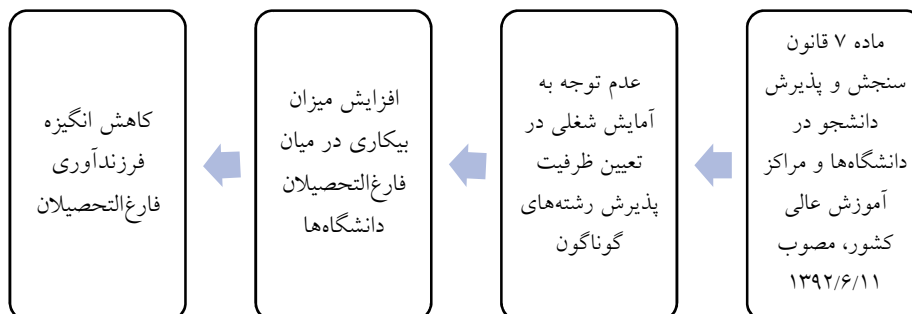 ماده ۷ قانون
سنجش و پذیرش
دانشجو در
دانشگاه‌ها و مراکز
آموزش عالی
کشور، مصوب
۱۳۹۲/۶/۱۱
عدم توجه به
آمایش شغلی در
تعیین ظرفیت
پذیرش رشته‌های
گوناگون
افزایش میزان
بیکاری در میان
فارغ‌التحصیلان
دانشگاه‌ها
کاهش انگیزه
فرزندآوری
فارغ‌التحصیلان